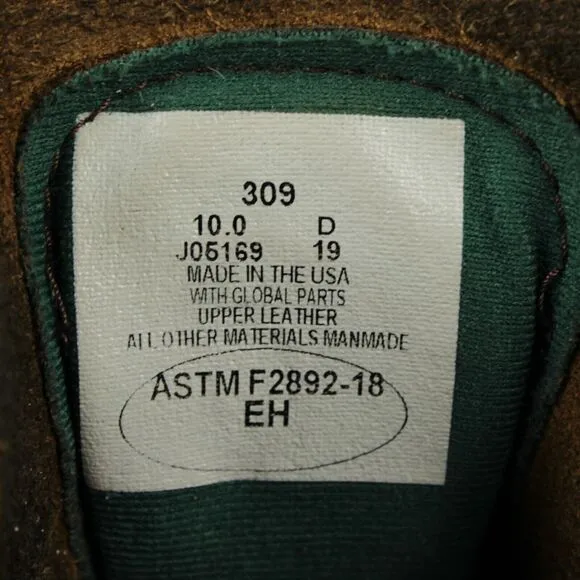 309
10.0 D
J05169 19
MADE IN THE USA
WITH GLOBAL PARTS
UPPER LEATHER
ALL OTHER MATERIALS MANMADE
ASTM F2892-18
EH